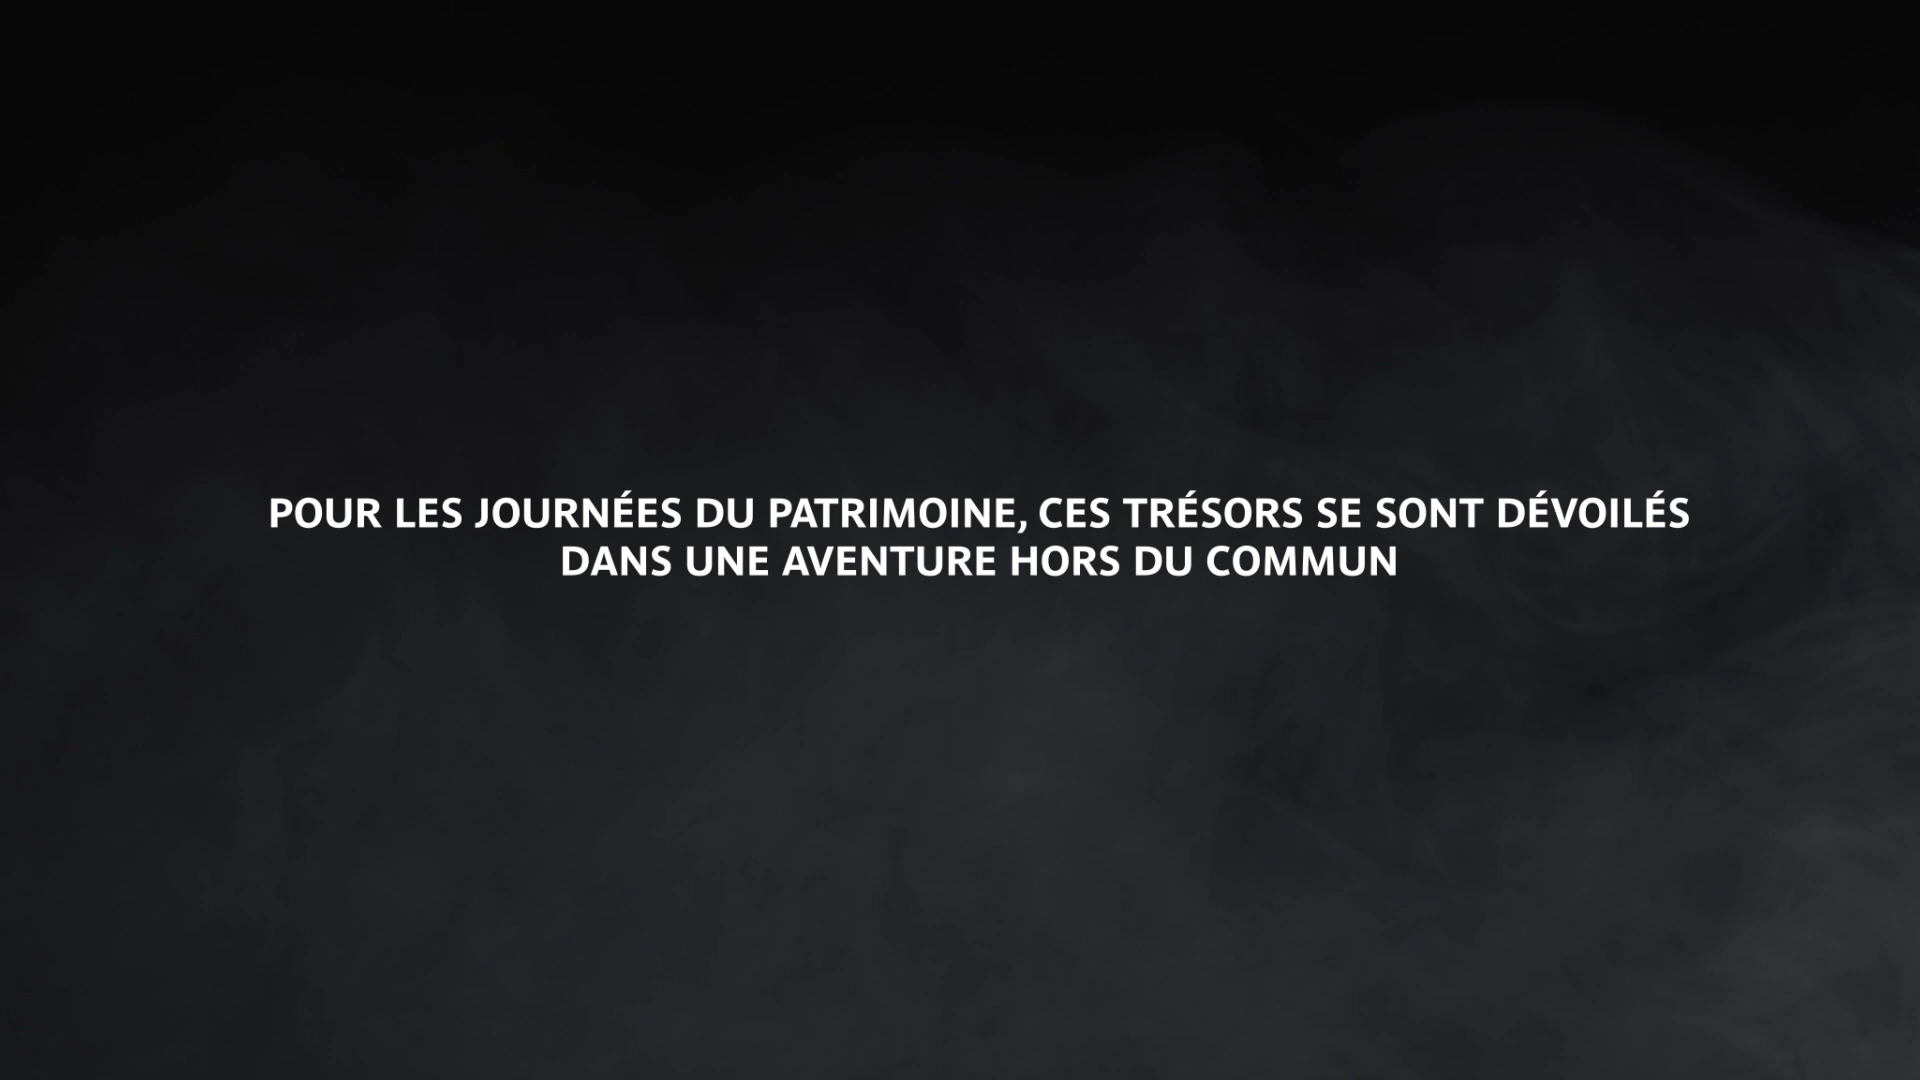 POUR LES JOURNÉES DU PATRIMOINE, CES TRÉSORS SE SONT DÉVOILÉS
DANS UNE AVENTURE HORS DU COMMUN